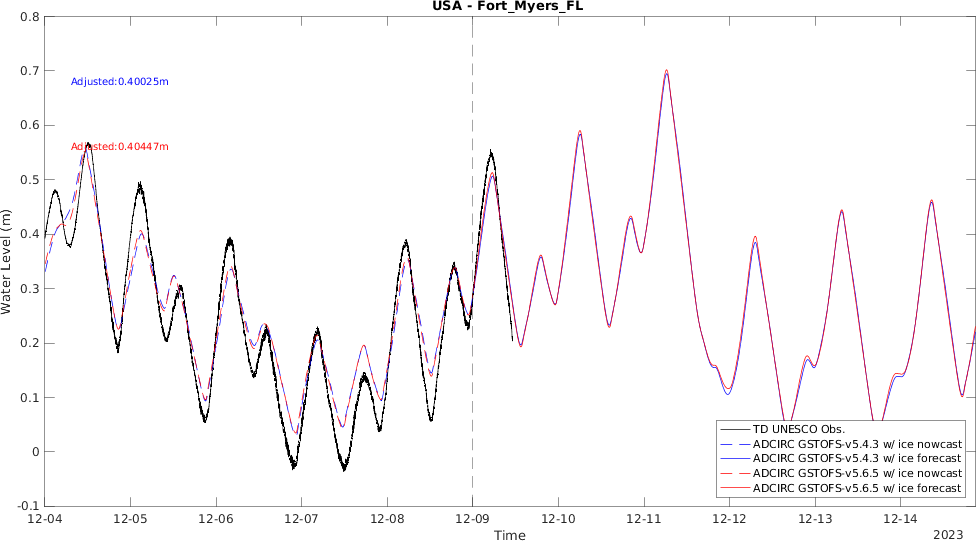 USA - Fort_Myers_FL
0.8
0.7
0.6
0.5
0.4
0.3
0.2
0.1
0
-0.1
Water Level (m)
Adjusted:0.40025m
Adjusted:0.40447m
TD UNESCO Obs.
ADCIRC GSTOFS-v5.4.3 w/ ice nowcast
ADCIRC GSTOFS-v5.4.3 w/ ice forecast
ADCIRC GSTOFS-v5.6.5 w/ ice nowcast
ADCIRC GSTOFS-v5.6.5 w/ ice forecast
12-04 12-05 12-06 12-07 12-08 12-09 12-10 12-11 12-12 12-13 12-14
Time
2023